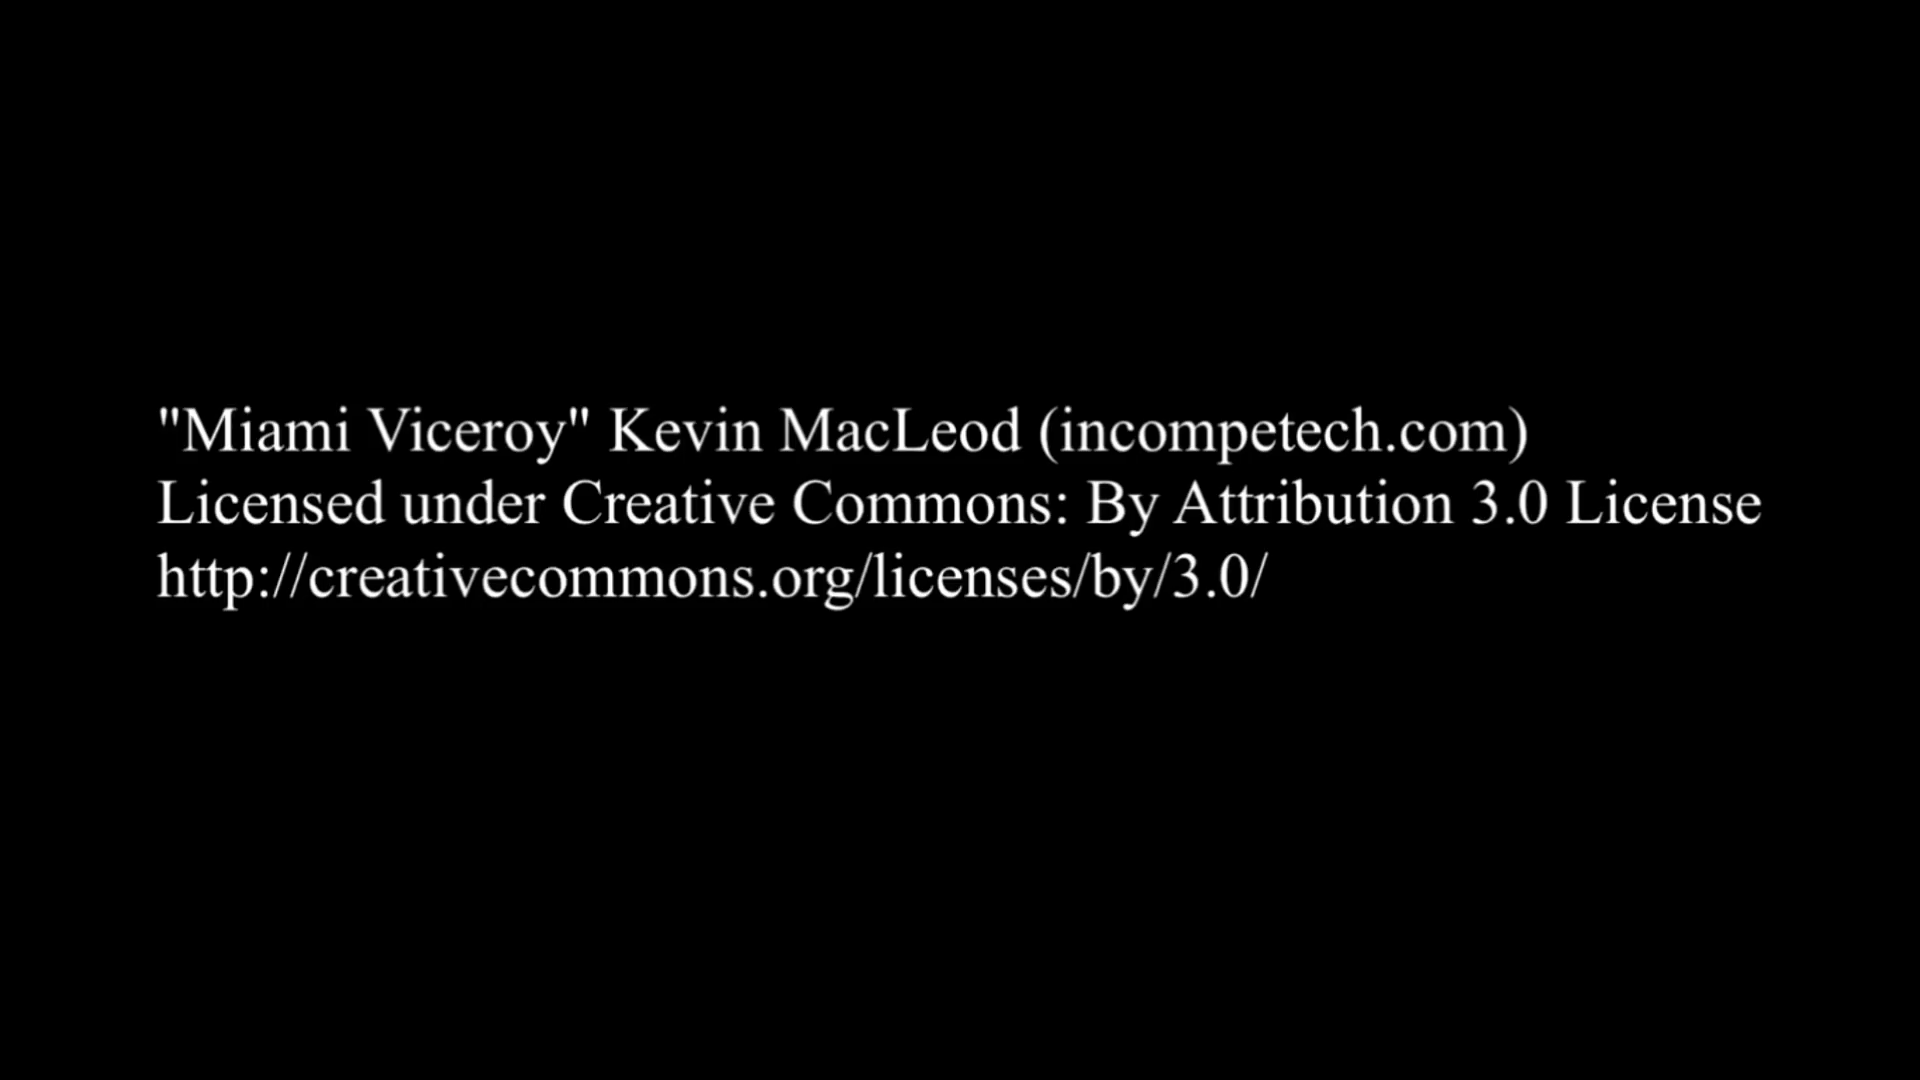 "Miami Viceroy" Kevin MacLeod (incompetech.com)
Licensed under Creative Commons: By Attribution 3.0 License
http://creativecommons.org/licenses/by/3.0/